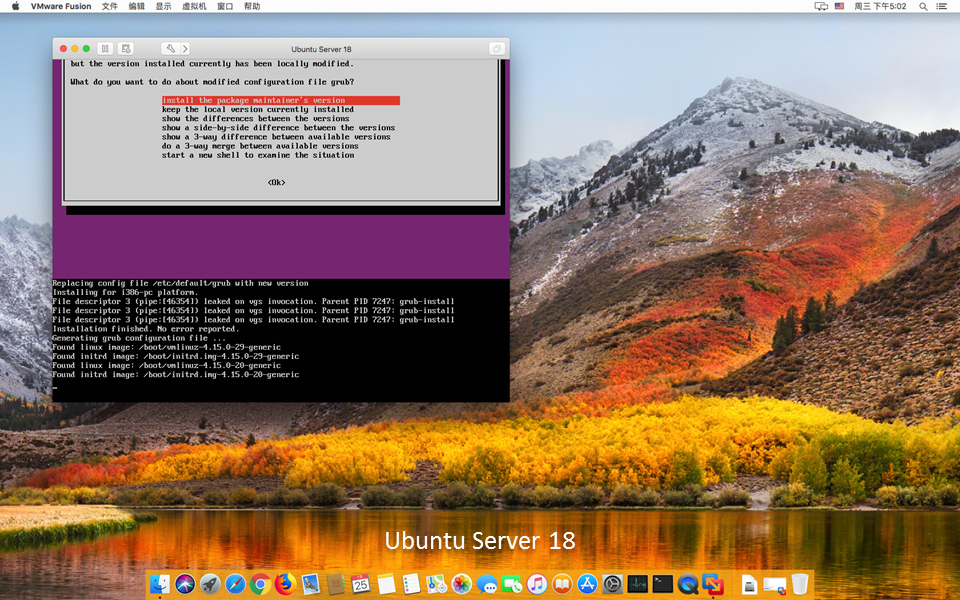 VMware Fusion 文件 编辑 显示 虚拟机 窗口 帮助 周三 下午5:02
Ubuntu Server 18
but the version installed currently has been locally modified.
What do you want to do about modified configuration file grub?
install the package maintainer's version
keep the local version currently installed
show the differences between the versions
show a side-by-side difference between the versions
show a 3-way difference between available versions
do a 3-way merge between available versions
start a new shell to examine the situation
<Ok>
Replacing config file /etc/default/grub with new version
Installing for i386-pc platform.
File descriptor 3 (pipe:[46354]) leaked on vgs invocation. Parent PID 7247: grub-install
File descriptor 3 (pipe:[46354]) leaked on vgs invocation. Parent PID 7247: grub-install
File descriptor 3 (pipe:[46354]) leaked on vgs invocation. Parent PID 7247: grub-install
Installation finished. No error reported.
Generating grub configuration file ...
Found linux image: /boot/vmlinuz-4.15.0-29-generic
Found initrd image: /boot/initrd.img-4.15.0-29-generic
Found linux image: /boot/vmlinuz-4.15.0-20-generic
Found initrd image: /boot/initrd.img-4.15.0-20-generic
Ubuntu Server 18
25